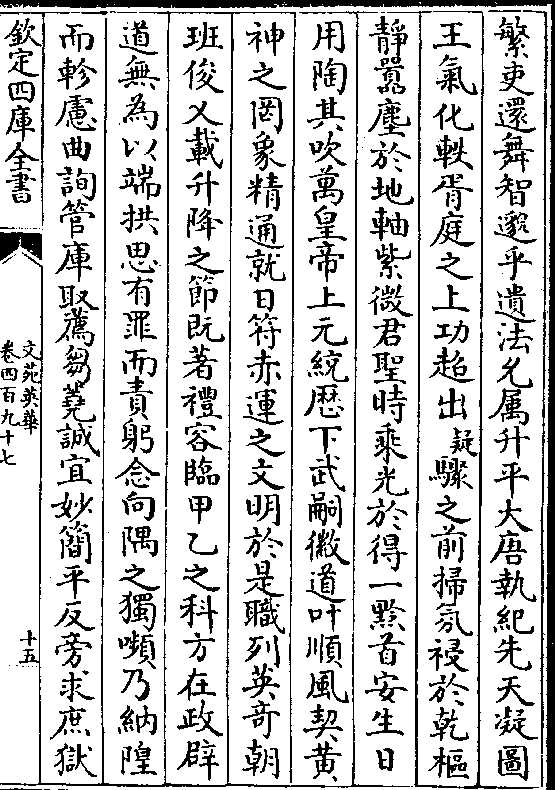 繁吏還舞智邈乎遺法允属升平大唐執紀先天凝圖
王氣化軼胥庭之上功超出疑驟之前掃氛祲於乾樞
靜囂塵於地軸紫微君聖時乘光於得一黔首安生日
用陶其吹萬皇帝上元統歴下武嗣徽道叶順風契黄
神之罔象精通就日符赤運之文明於是職列英奇朝
班俊乂載升降之節既著禮容臨甲乙之科方在政辟
道無為以端拱思有罪而責躬念向隅之獨嚬乃納隍
而軫慮曲詢管庫取薦芻蕘誠宜妙簡平反旁求庶獄
欽定四庫全書
文苑英華
卷四百九十七
十五